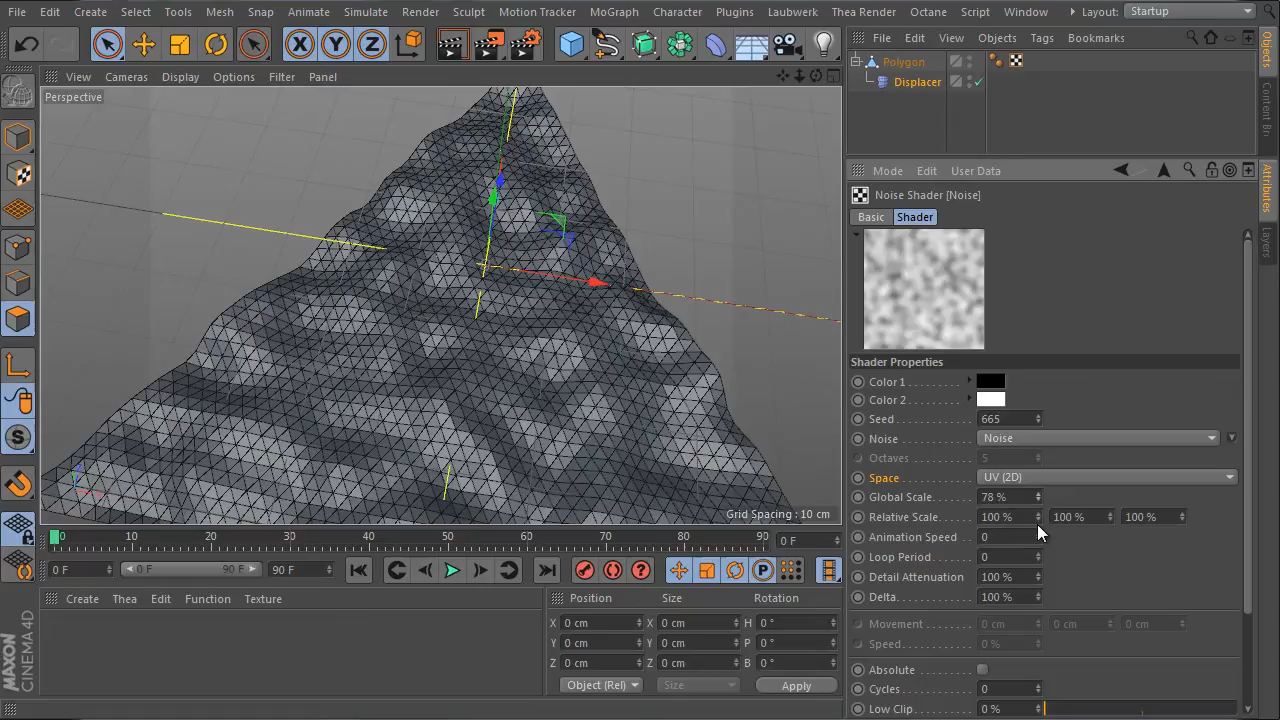 File Edit Create Select Tools Mesh Snap Animate Simulate Render Sculpt Motion Tracker MoGraph Character Plugins Laubwerk Thea Render Octane Script Window Layout: Startup
X Y Z
File Edit View Objects Tags Bookmarks
Objects
Content Br
Polygon
Displacer
View Cameras Display Options Filter Panel
Perspective
Grid Spacing : 10 cm
Attributes
Layers
Mode Edit User Data
Noise Shader [Noise]
Basic Shader
Shader Properties
Color 1
Color 2
Seed 665
Noise Noise
Octaves 5
Space UV (2D)
Global Scale 78 %
Relative Scale 100 % 100 % 100 %
Animation Speed 0
Loop Period 0
Detail Attenuation 100 %
Delta 100 %
Movement 0 cm 0 cm 0 cm
Speed 0 %
Absolute
Cycles 0
Low Clip 0 %
0 10 20 30 40 50 60 70 80 90 0 F
0 F 0 F 90 F 90 F
Create Thea Edit Function Texture
Position Size Rotation
X 0 cm X 0 cm H 0 °
Y 0 cm Y 0 cm P 0 °
Z 0 cm Z 0 cm B 0 °
Object (Rel) Size Apply
MAXON
CINEMA 4D